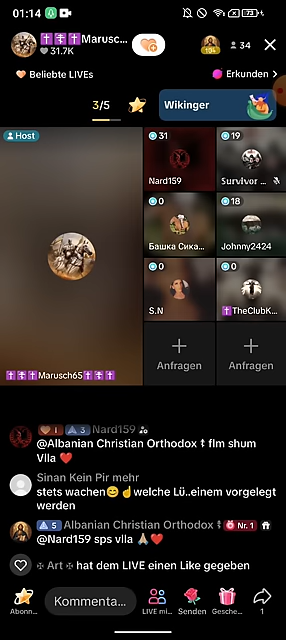 01:14
73
✝️☦️✝️Marusc...
31.7K
34
Beliebte LIVEs
Erkunden >
3/5
Wikinger
Host
31
Nard159
19
Survivor ...
0
Башка Сика...
18
Johnny2424
0
S.N
0
✝️TheClubK...
Anfragen
Anfragen
✝️✝️✝️Marusch65✝️✝️✝️
1 3 Nard159
@Albanian Christian Orthodox ☦ flm shum
Vlla ❤️
Sinan Kein Pir mehr
stets wachen😄☝️welche Lü..einem vorgelegt
werden
5 Albanian Christian Orthodox ☦ Nr. 1
@Nard159 sps vlla 🙏🏼❤️
✠ Art ✠ hat dem LIVE einen Like gegeben
Abonn...
Kommenta...
LIVE mi...
Senden
Gesche...
1